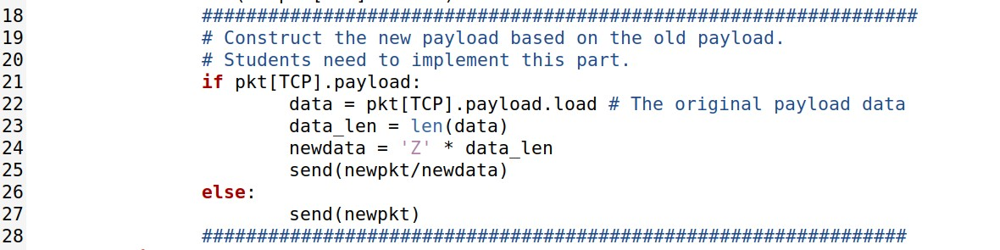 18 #################################################################
19 # Construct the new payload based on the old payload.
20 # Students need to implement this part.
21 if pkt[TCP].payload:
22 data = pkt[TCP].payload.load # The original payload data
23 data_len = len(data)
24 newdata = 'Z' * data_len
25 send(newpkt/newdata)
26 else:
27 send(newpkt)
28 ################################################################